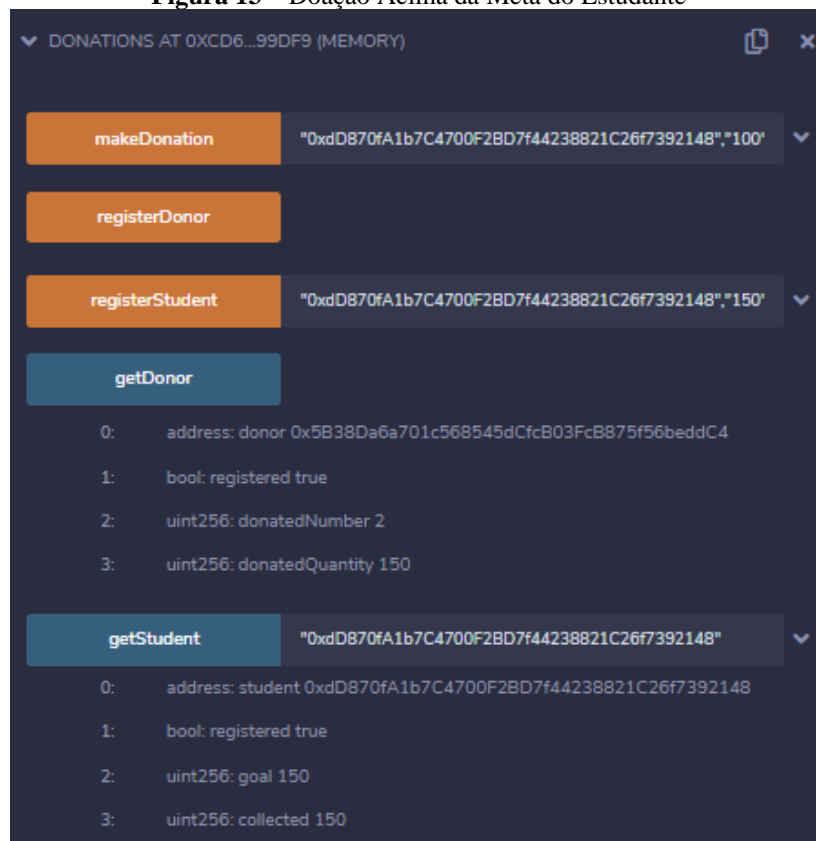 Figura 15 – Doação Acima da Meta do Estudante
DONATIONS AT 0XCD6...99DF9 (MEMORY)
makeDonation "0xdD870fA1b7C4700F2BD7f44238821C26f7392148","100"
registerDonor
registerStudent "0xdD870fA1b7C4700F2BD7f44238821C26f7392148","150"
getDonor
0: address: donor 0x5B38Da6a701c568545dCfcB03FcB875f56beddC4
1: bool: registered true
2: uint256: donatedNumber 2
3: uint256: donatedQuantity 150
getStudent "0xdD870fA1b7C4700F2BD7f44238821C26f7392148"
0: address: student 0xdD870fA1b7C4700F2BD7f44238821C26f7392148
1: bool: registered true
2: uint256: goal 150
3: uint256: collected 150